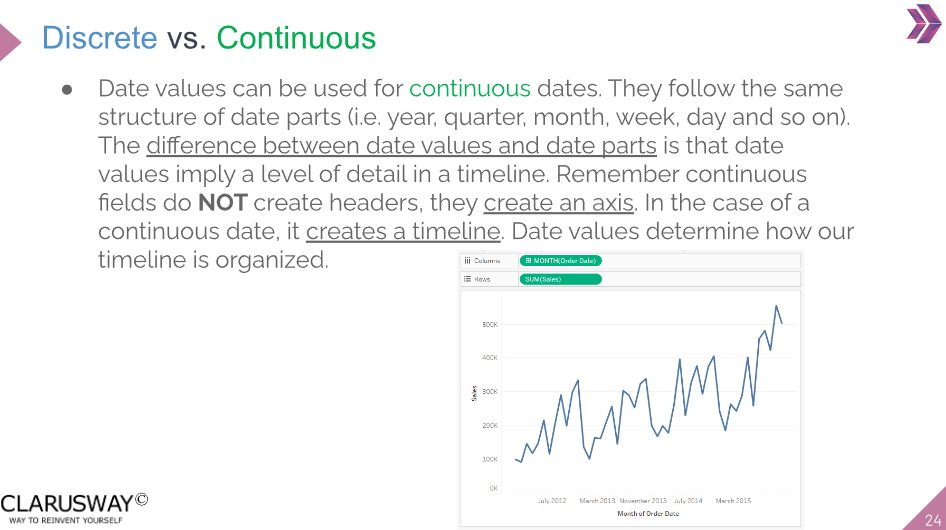 Discrete vs. Continuous
● Date values can be used for continuous dates. They follow the same
structure of date parts (i.e. year, quarter, month, week, day and so on).
The difference between date values and date parts is that date
values imply a level of detail in a timeline. Remember continuous
fields do NOT create headers, they create an axis. In the case of a
continuous date, it creates a timeline. Date values determine how our
timeline is organized.
Columns MONTH(Order Date)
Rows SUM(Sales)
500K
400K
300K
200K
100K
0K
Sales
July 2012 March 2013 November 2013 July 2014 March 2015
Month of Order Date
CLARUSWAY©
WAY TO REINVENT YOURSELF
24